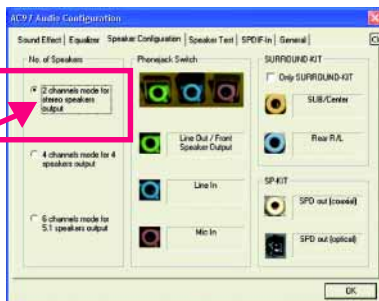 AC97 Audio Configuration
Sound Effect
Equalizer
Speaker Configuration
Speaker Test
SPDIF-In
General
No. of Speakers
2 channels mode for
stereo speakers
output
4 channels mode for 4
speakers output
6 channels mode for
5.1 speakers output
Phonejack Switch
Line Out / Front
Speaker Output
Line In
Mic In
SURROUND-KIT
Only SURROUND-KIT
SUB/Center
Rear R/L
SP-KIT
SPD out (coaxial)
SPD out (optical)
OK